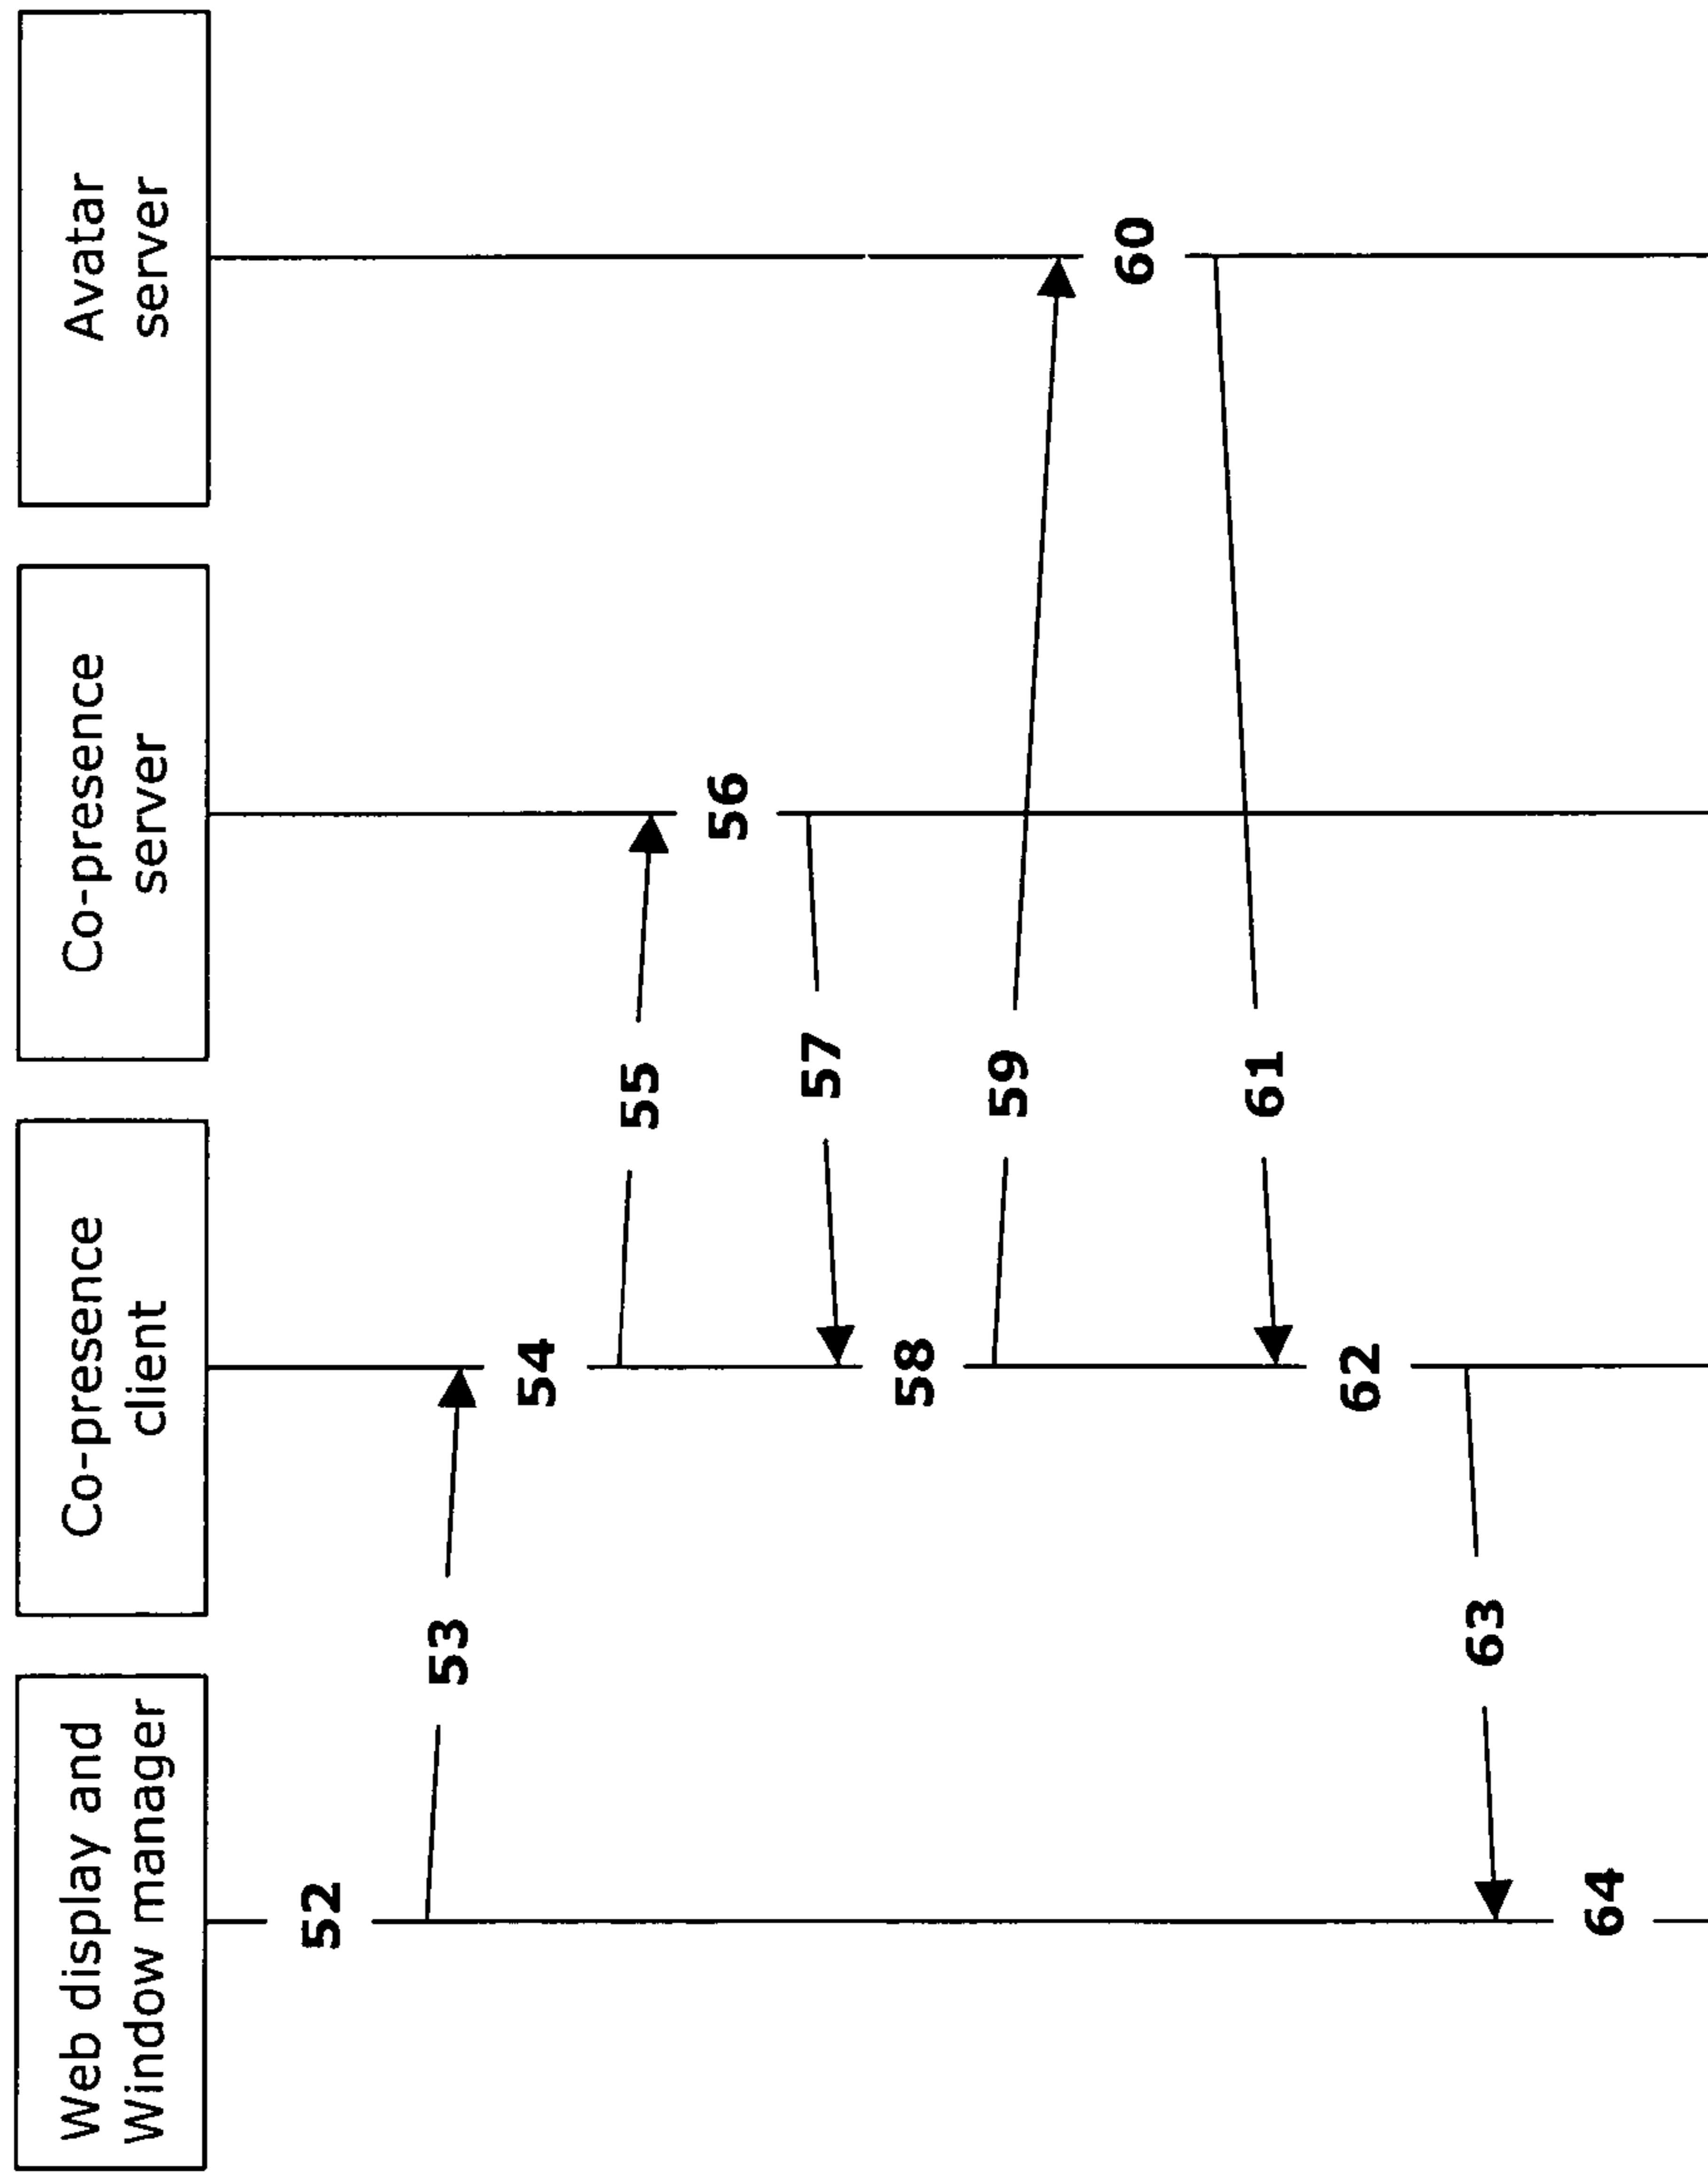 Web display and
Window manager
Co-presence
client
Co-presence
server
Avatar
server
52
53
54
55
56
57
58
59
60
61
62
63
64